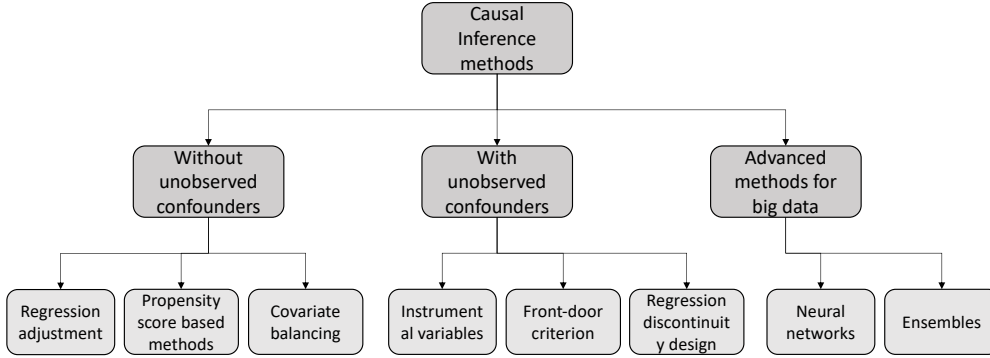 Causal
Inference
methods
Without
unobserved
confounders
With
unobserved
confounders
Advanced
methods for
big data
Regression
adjustment
Propensity
score based
methods
Covariate
balancing
Instrument
al variables
Front-door
criterion
Regression
discontinuit
y design
Neural
networks
Ensembles